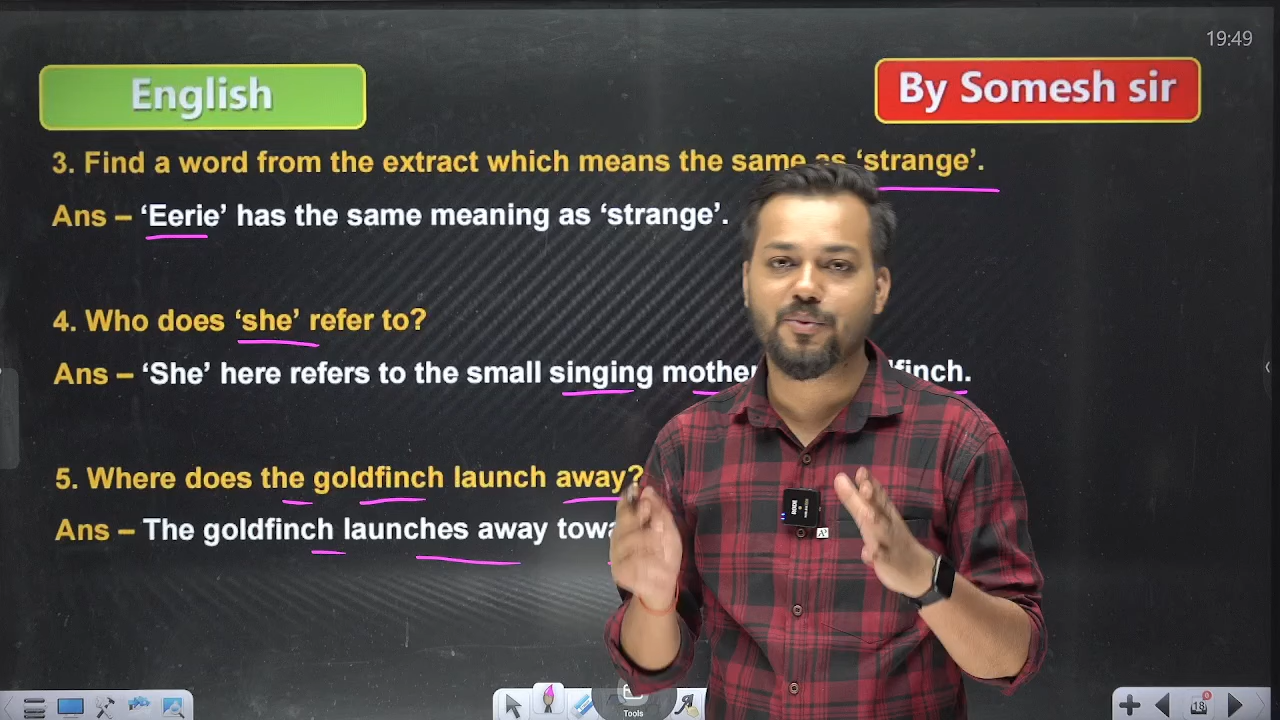 19:49
English
By Somesh sir
3. Find a word from the extract which means the same as ‘strange’.
Ans – ‘Eerie’ has the same meaning as ‘strange’.
4. Who does ‘she’ refer to?
Ans – ‘She’ here refers to the small singing mother
5. Where does the goldfinch launch away?
Ans – The goldfinch launches away
Tools
18